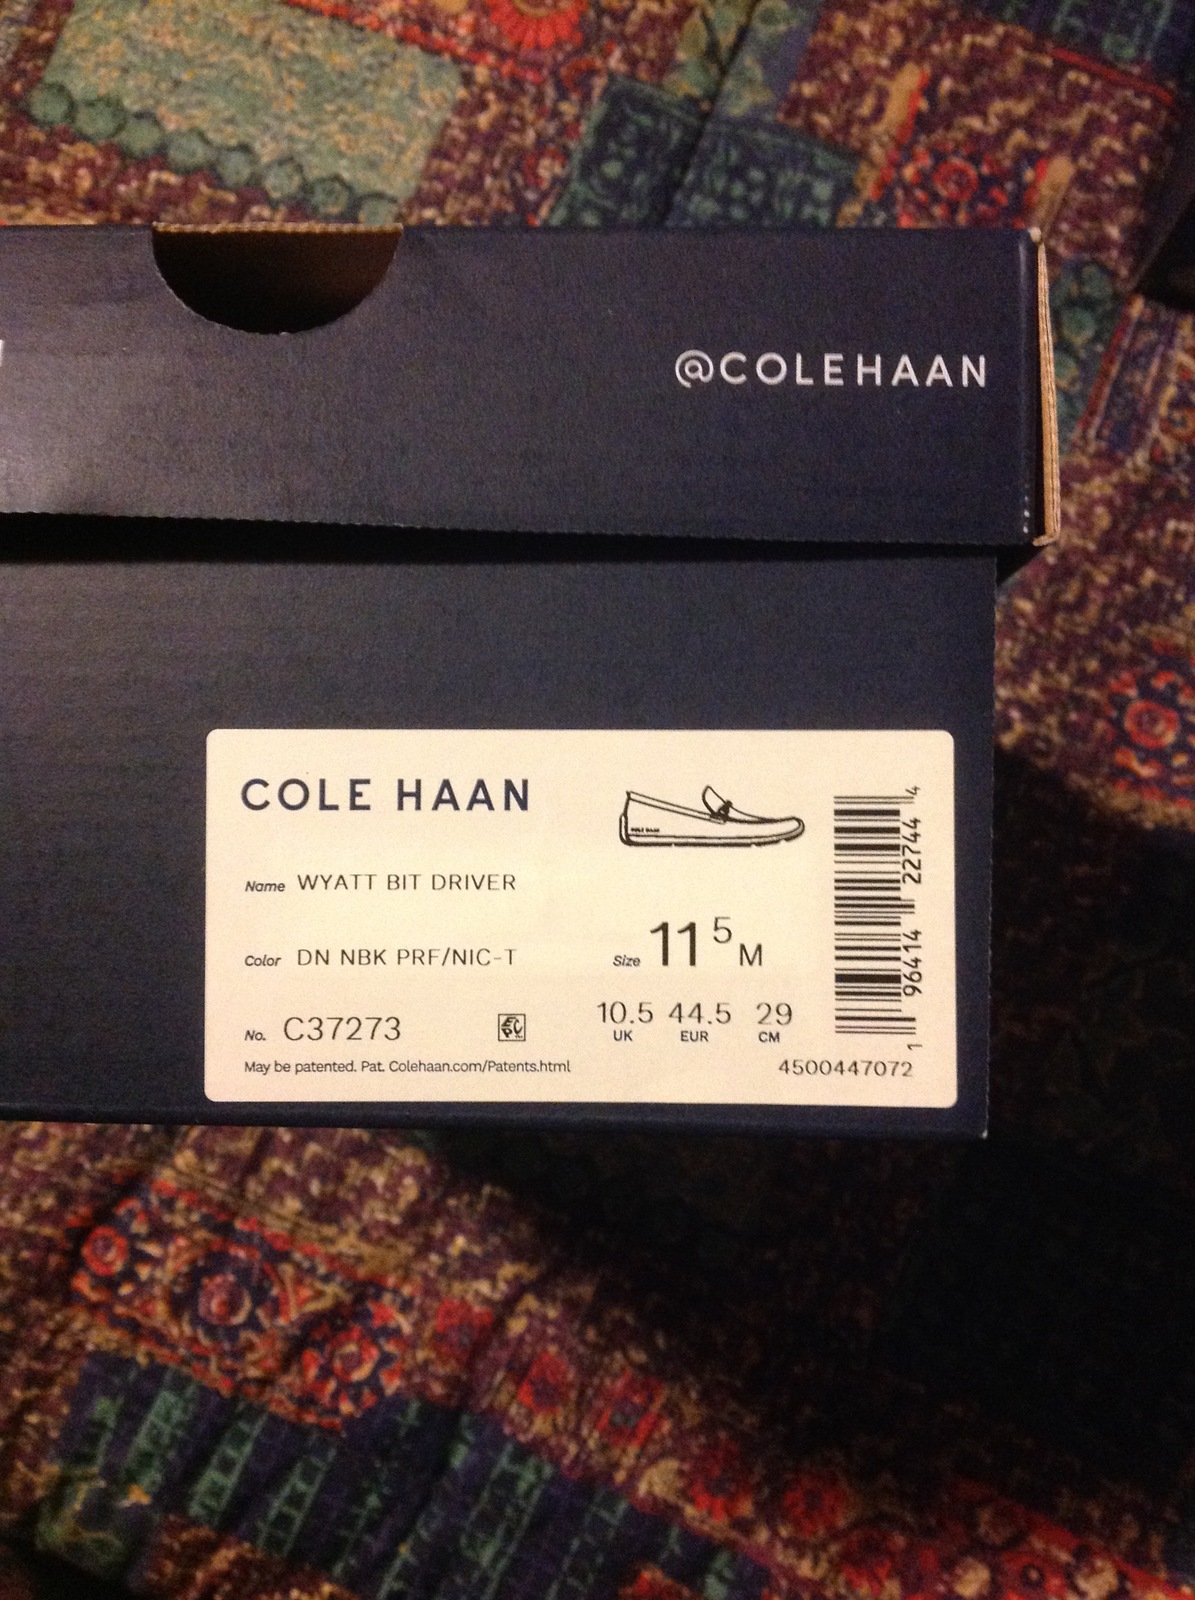 @COLEHAAN
COLE HAAN
COLE HAAN
Name WYATT BIT DRIVER
Color DN NBK PRF/NIC-T
Size 11 5 M
No. C37273
10.5 44.5 29
UK EUR CM
May be patented. Pat. Colehaan.com/Patents.html
4500447072
1 96414 22744 4